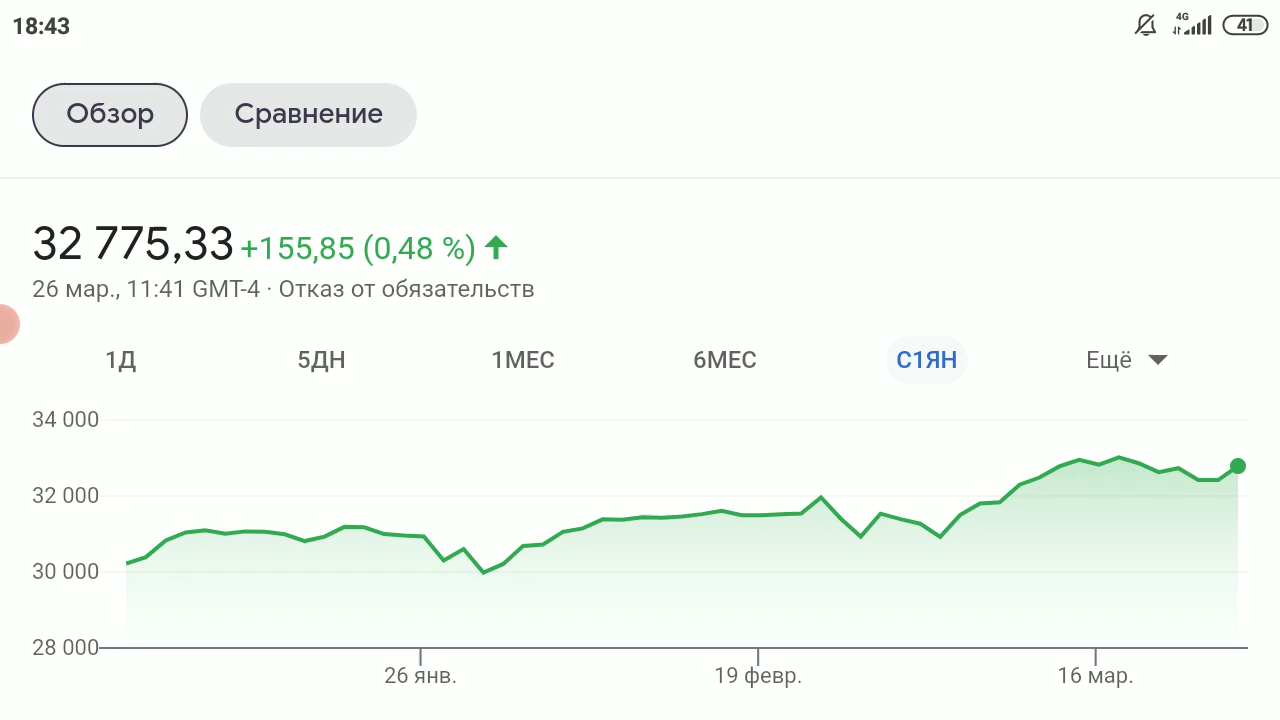 18:43 4G 41
Обзор Сравнение
32 775,33 +155,85 (0,48 %)
26 мар., 11:41 GMT-4 · Отказ от обязательств
1Д 5ДН 1МЕС 6МЕС С1ЯН Ещё
34 000
32 000
30 000
28 000
26 янв. 19 февр. 16 мар.